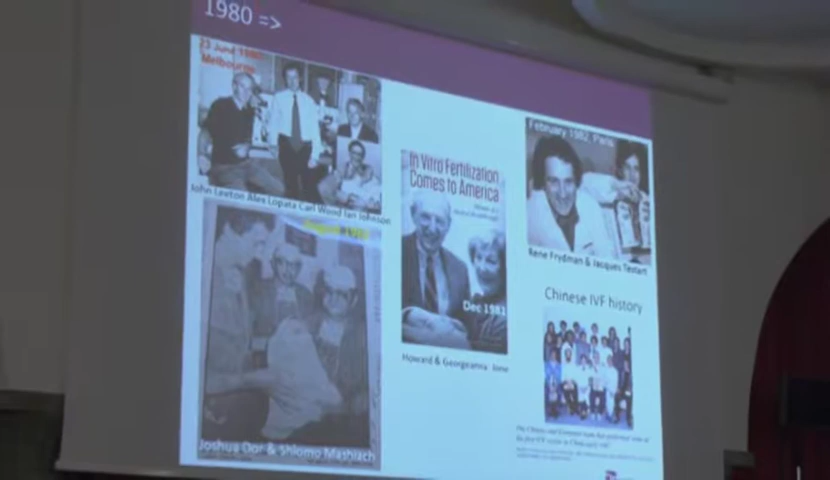 1980 =>
23 June 1980
Melbourne
John Leeton Alex Lopata Carl Wood Ian Johnson
August
Joshua Dor & Shlomo Mashiach
In Vitro Fertilization
Comes to America
Dec 1981
Howard & Georgeanna
February 1982, Paris
Rene Frydman & Jacques Testart
Chinese IVF history